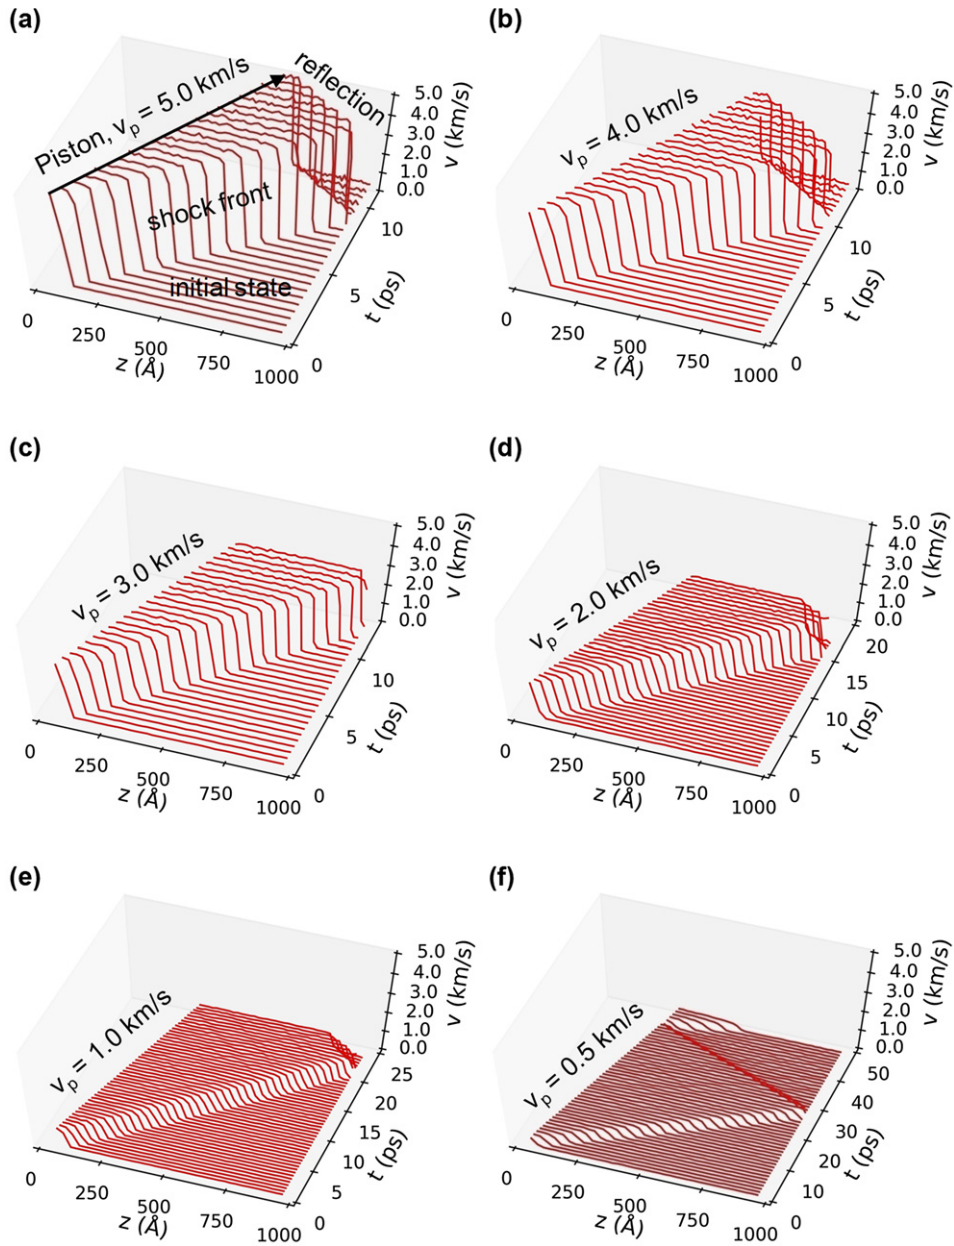 (a)
Piston, vp = 5.0 km/s
reflection
shock front
initial state
5.0
4.0
3.0
2.0
1.0
0.0
v (km/s)
10
5
0
t (ps)
0
250
500
750
1000
z (Å)
(b)
vp = 4.0 km/s
5.0
4.0
3.0
2.0
1.0
0.0
v (km/s)
10
5
0
t (ps)
0
250
500
750
1000
z (Å)
(c)
vp = 3.0 km/s
5.0
4.0
3.0
2.0
1.0
0.0
v (km/s)
10
5
0
t (ps)
0
250
500
750
1000
z (Å)
(d)
vp = 2.0 km/s
5.0
4.0
3.0
2.0
1.0
0.0
v (km/s)
20
15
10
5
0
t (ps)
0
250
500
750
1000
z (Å)
(e)
vp = 1.0 km/s
5.0
4.0
3.0
2.0
1.0
0.0
v (km/s)
25
20
15
10
5
0
t (ps)
0
250
500
750
1000
z (Å)
(f)
vp = 0.5 km/s
5.0
4.0
3.0
2.0
1.0
0.0
v (km/s)
50
40
30
20
10
0
t (ps)
0
250
500
750
1000
z (Å)